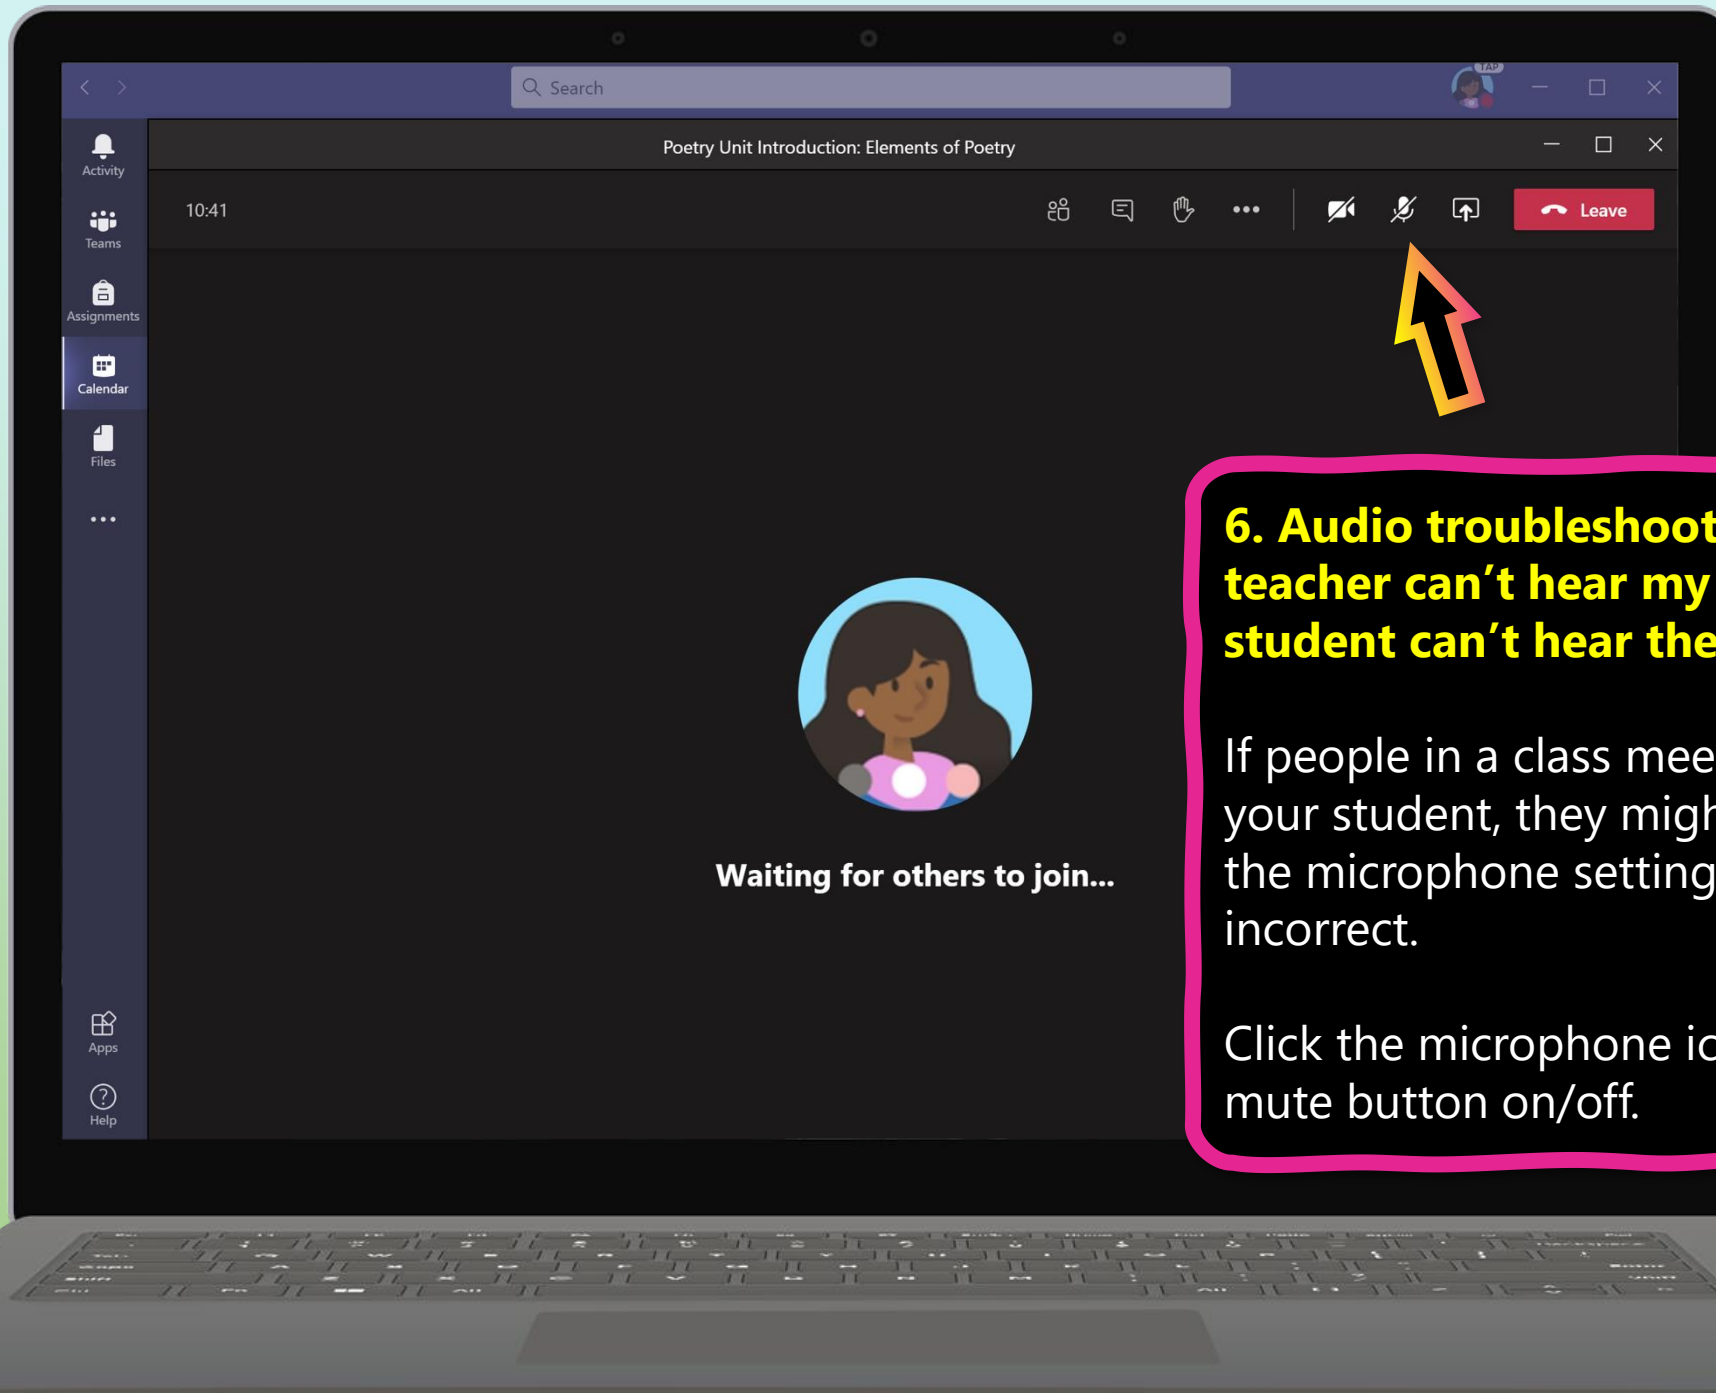 Search
TAP
Activity
Poetry Unit Introduction: Elements of Poetry
10:41
Leave
Teams
Assignments
Calendar
Files
6. Audio troubleshoot
teacher can’t hear my
student can’t hear the
If people in a class mee
your student, they migh
the microphone setting
incorrect.
Click the microphone ic
mute button on/off.
Waiting for others to join...
Apps
Help